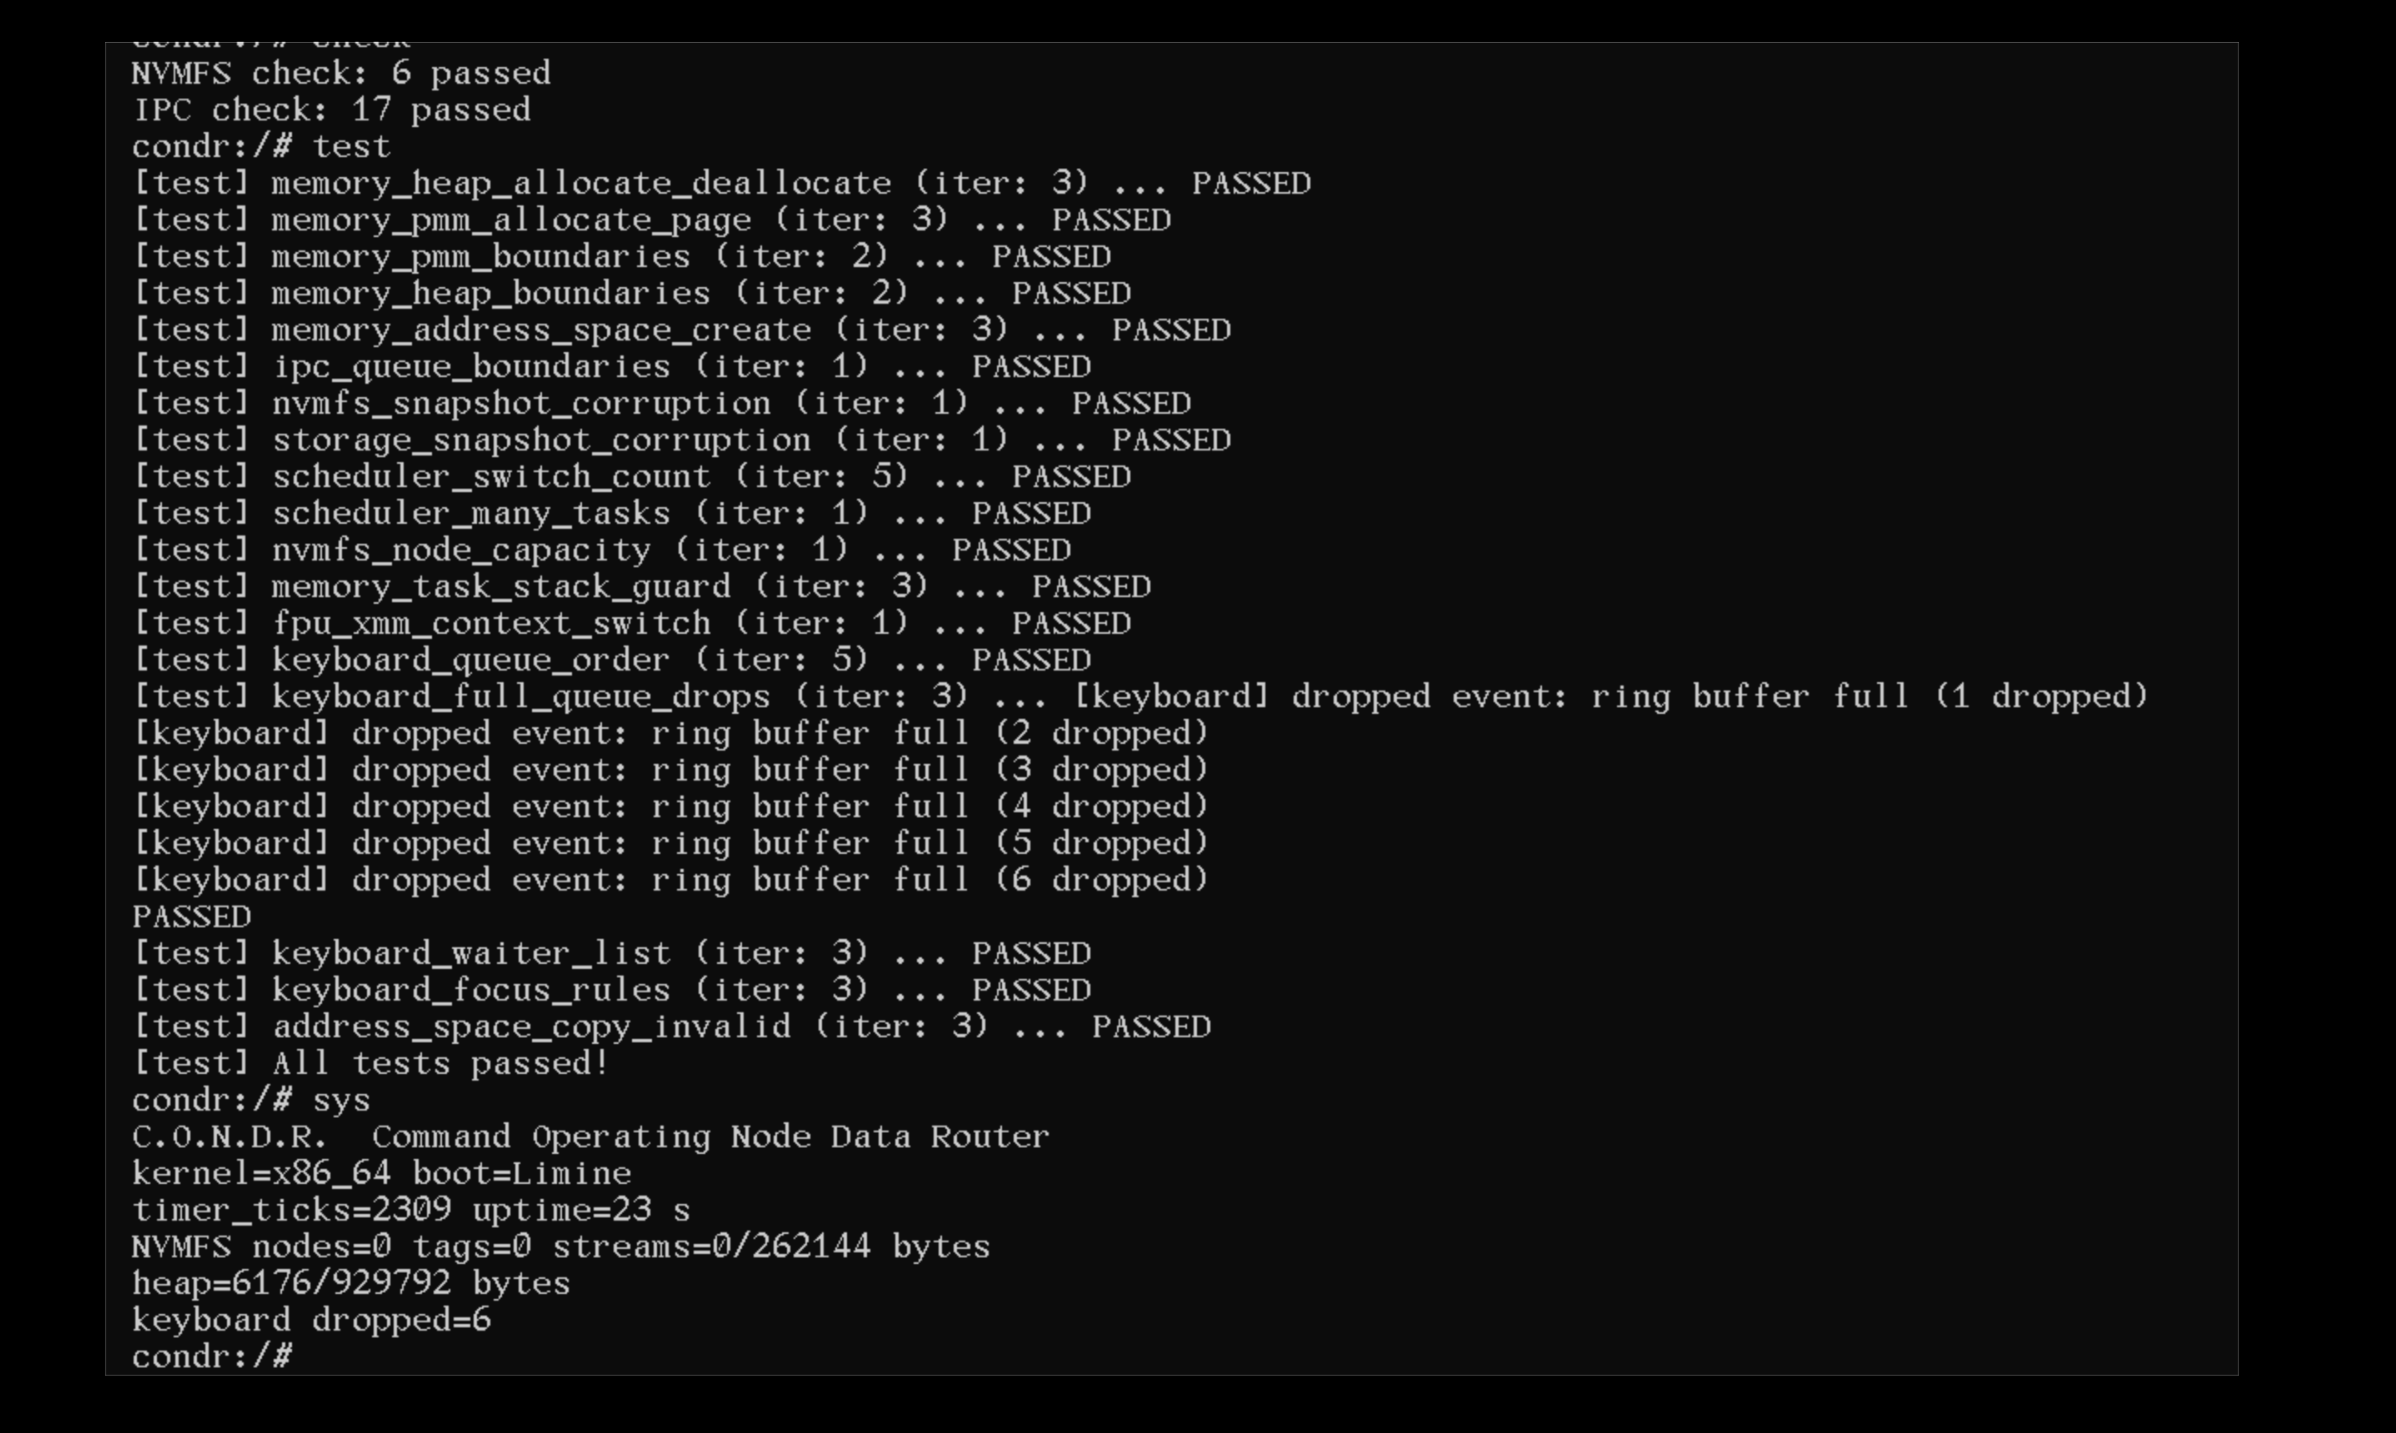 condr:/# check
NVMFS check: 6 passed
IPC check: 17 passed
condr:/# test
[test] memory_heap_allocate_deallocate (iter: 3) ... PASSED
[test] memory_pmm_allocate_page (iter: 3) ... PASSED
[test] memory_pmm_boundaries (iter: 2) ... PASSED
[test] memory_heap_boundaries (iter: 2) ... PASSED
[test] memory_address_space_create (iter: 3) ... PASSED
[test] ipc_queue_boundaries (iter: 1) ... PASSED
[test] nvmfs_snapshot_corruption (iter: 1) ... PASSED
[test] storage_snapshot_corruption (iter: 1) ... PASSED
[test] scheduler_switch_count (iter: 5) ... PASSED
[test] scheduler_many_tasks (iter: 1) ... PASSED
[test] nvmfs_node_capacity (iter: 1) ... PASSED
[test] memory_task_stack_guard (iter: 3) ... PASSED
[test] fpu_xmm_context_switch (iter: 1) ... PASSED
[test] keyboard_queue_order (iter: 5) ... PASSED
[test] keyboard_full_queue_drops (iter: 3) ... [keyboard] dropped event: ring buffer full (1 dropped)
[keyboard] dropped event: ring buffer full (2 dropped)
[keyboard] dropped event: ring buffer full (3 dropped)
[keyboard] dropped event: ring buffer full (4 dropped)
[keyboard] dropped event: ring buffer full (5 dropped)
[keyboard] dropped event: ring buffer full (6 dropped)
PASSED
[test] keyboard_waiter_list (iter: 3) ... PASSED
[test] keyboard_focus_rules (iter: 3) ... PASSED
[test] address_space_copy_invalid (iter: 3) ... PASSED
[test] All tests passed!
condr:/# sys
C.O.N.D.R.  Command Operating Node Data Router
kernel=x86_64 boot=Limine
timer_ticks=2309 uptime=23 s
NVMFS nodes=0 tags=0 streams=0/262144 bytes
heap=6176/929792 bytes
keyboard dropped=6
condr:/#